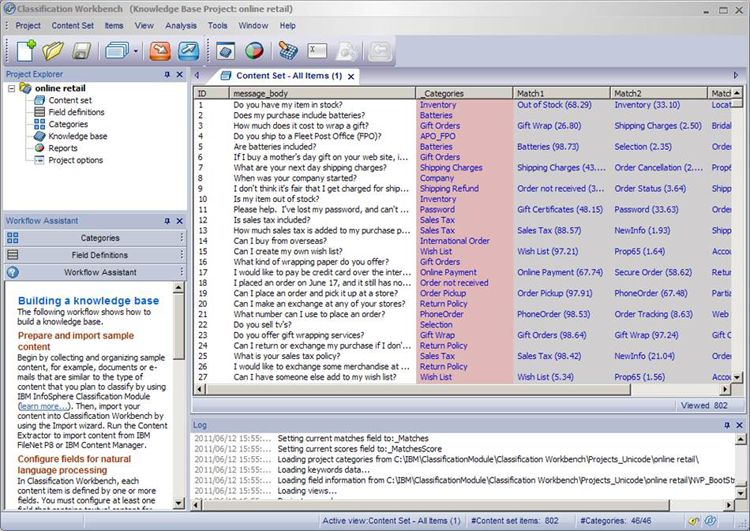 Classification Workbench (Knowledge Base Project: online retail)
Project Content Set Items View Analysis Tools Window Help
Project Explorer
online retail
Content set
Field definitions
Categories
Knowledge base
Reports
Project options
Workflow Assistant
Categories
Field Definitions
Workflow Assistant
Building a knowledge base
The following workflow shows how to
build a knowledge base.
Prepare and import sample
content
Begin by collecting and organizing sample
content, for example, documents or e-
mails that are similar to the type of
content that you plan to classify by using
IBM InfoSphere Classification Module
(learn more...). Then, import your
content into Classification Workbench by
using the Import wizard. Run the Content
Extractor to import content from IBM
FileNet P8 or IBM Content Manager.
Configure fields for natural
language processing
In Classification Workbench, each
content item is defined by one or more
fields. You must configure at least one
Content Set - All Items (1)
ID message_body _Categories Match1 Match2 Match
1 Do you have my item in stock? Inventory Out of Stock (68.29) Inventory (33.10) Locat
2 Does my purchase include batteries? Batteries
3 How much does it cost to wrap a gift? Gift Orders Gift Wrap (26.80) Shipping Charges (2.50) Bridal
4 Do you ship to a Fleet Post Office (FPO)? APO_FPO
5 Are batteries included? Batteries Batteries (98.73) Selection (2.35) Order
6 If I buy a mother's day gift on your web site, i... Gift Orders
7 What are your next day shipping charges? Shipping Charges Shipping Charges (43.... Order Cancellation (2.... Prop6
8 When was your company started? Company
9 I don't think it's fair that I get charged for ship... Shipping Refund Order not received (3... Order Status (3.64) Shippi
10 Is my item out of stock? Inventory
11 Please help. I've lost my password, and can't ... Password Gift Certificates (48.15) Password (33.63) Order
12 Is sales tax included? Sales Tax
13 How much sales tax is added to my purchase p... Sales Tax Sales Tax (88.57) NewInfo (1.93) Shippi
14 Can I buy from overseas? International Order
15 Can I create my own wish list? Wish List Wish List (97.21) Prop65 (1.64) Accou
16 What kind of wrapping paper do you offer? Gift Orders
17 I would like to pay be credit card over the inter... Online Payment Online Payment (67.74) Secure Order (58.62) Return
18 I placed an order on June 17, and it still has no... Order not received
19 Can I place an order and pick it up at a store? Order Pickup Order Pickup (97.91) PhoneOrder (67.48) Partia
20 Can I make an exchange at any of your stores? Return Policy
21 What number can I use to place an order? PhoneOrder PhoneOrder (98.53) Order Tracking (8.63) Web
22 Do you sell tv's? Selection
23 Do you offer gift wrapping services? Gift Wrap Gift Orders (98.64) Gift Wrap (97.24) Gift C
24 Can I return or exchange my purchase if I don'... Return Policy
25 What is your sales tax policy? Sales Tax Sales Tax (98.42) NewInfo (21.04) Order
26 I would like to exchange some merchandise at ... Return Policy
27 Can I have someone else add to my wish list? Wish List Wish List (5.34) Prop65 (1.56) Accou
Viewed 802
Log
2011/06/12 15:55:... Setting current matches field to:_Matches
2011/06/12 15:55:... Setting current scores field to:_MatchesScore
2011/06/12 15:55:... Loading project categories from C:\IBM\ClassificationModule\Classification Workbench\Projects_Unicode\online retail\
2011/06/12 15:55:... Loading keywords data...
2011/06/12 15:55:... Loading field information from C:\IBM\ClassificationModule\Classification Workbench\Projects_Unicode\online retail\NVP_BootStr
2011/06/12 15:55:... Loading views...
Active view:Content Set - All Items (1) #Content set items: 802 #Categories: 46/46